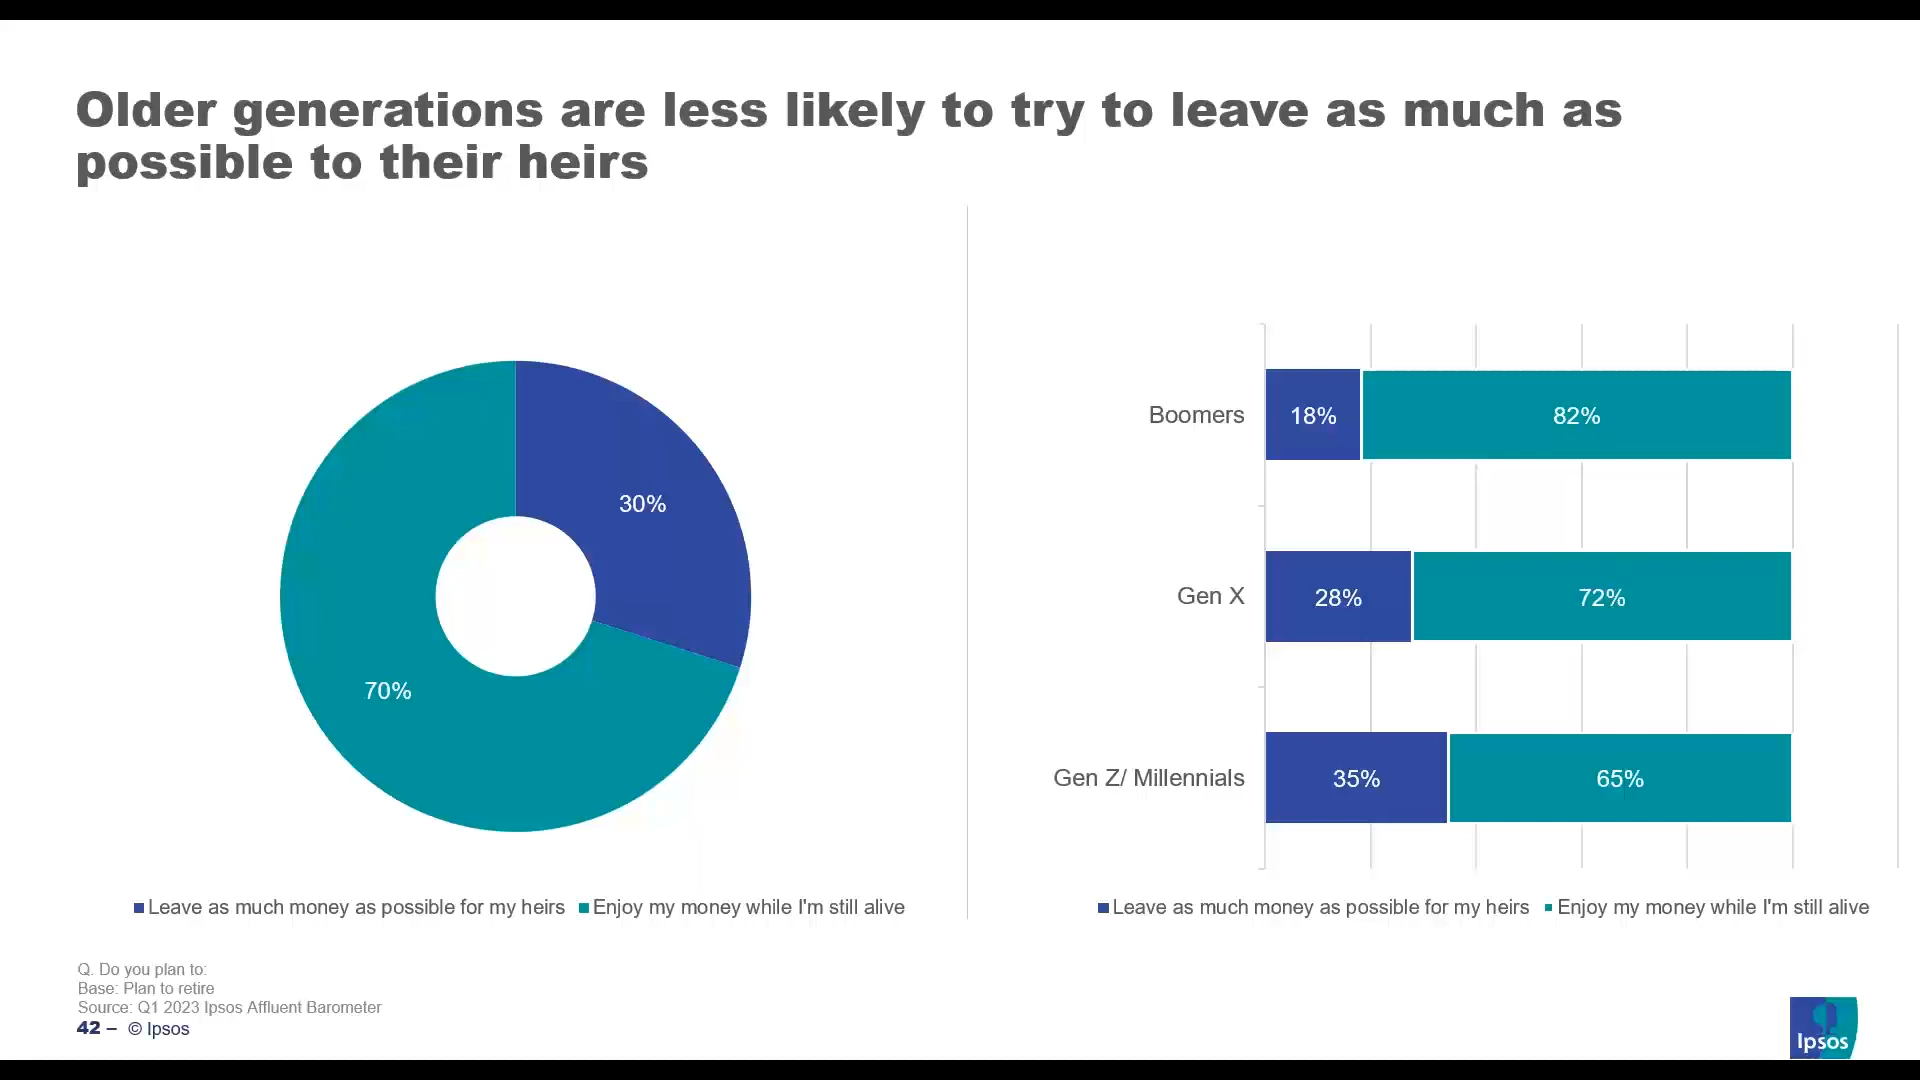 Older generations are less likely to try to leave as much as
possible to their heirs
30%
70%
Leave as much money as possible for my heirs Enjoy my money while I'm still alive
Boomers 18% 82%
Gen X 28% 72%
Gen Z/ Millennials 35% 65%
Leave as much money as possible for my heirs Enjoy my money while I'm still alive
Q. Do you plan to:
Base: Plan to retire
Source: Q1 2023 Ipsos Affluent Barometer
42 – © Ipsos
Ipsos